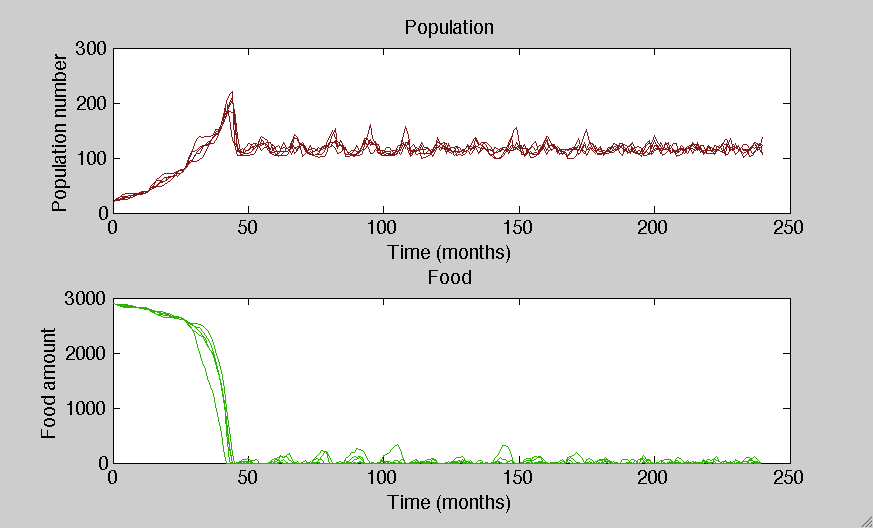 Population
300
200
100
0
Population number
0 50 100 150 200 250
Time (months)
Food
3000
2000
1000
0
Food amount
0 50 100 150 200 250
Time (months)